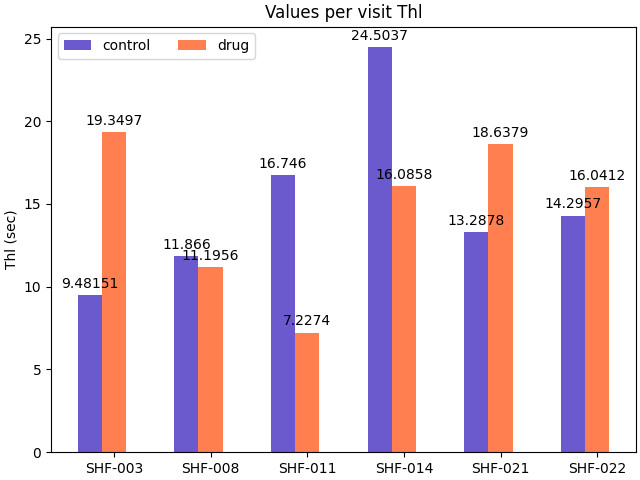 Values per visit Thl
control
drug
Thl (sec)
25
20
15
10
5
0
9.48151
19.3497
11.866
11.1956
16.746
7.2274
24.5037
16.0858
13.2878
18.6379
14.2957
16.0412
SHF-003
SHF-008
SHF-011
SHF-014
SHF-021
SHF-022